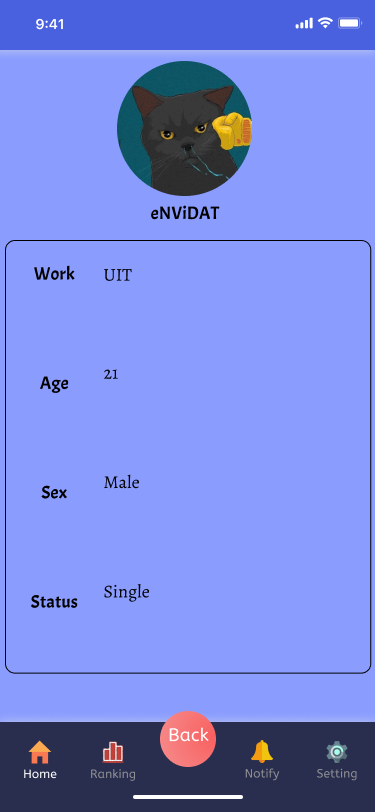 9:41
eNViDAT
Work UIT
Age 21
Sex Male
Status Single
Back
Home Ranking Notify Setting